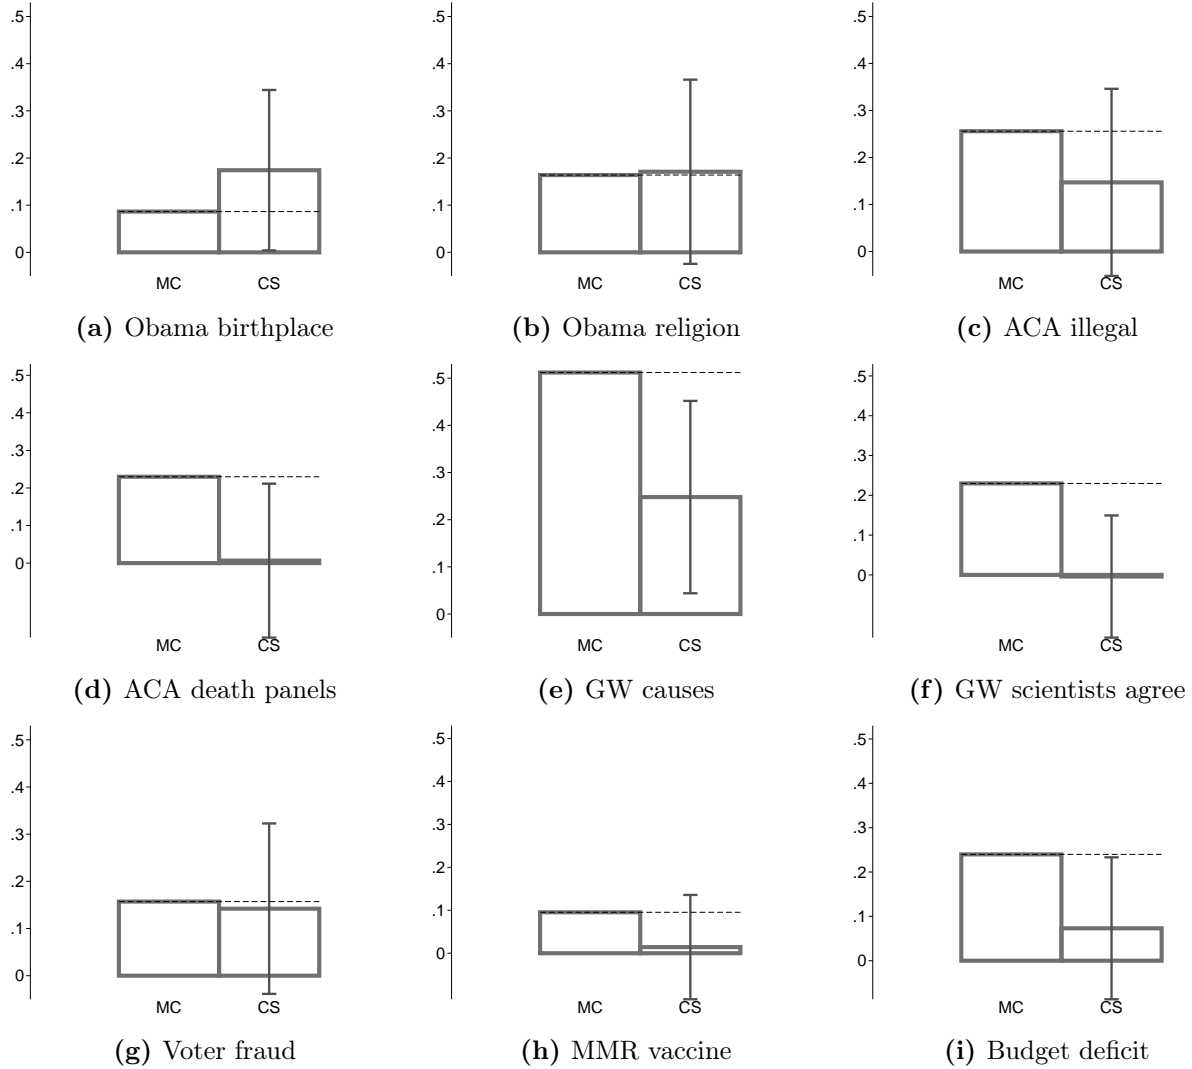 .5 .5 .5
.4 .4 .4
.3 .3 .3
.2 .2 .2
.1 .1 .1
0 0 0
MC CS MC CS MC CS
(a) Obama birthplace (b) Obama religion (c) ACA illegal
.5 .5 .5
.4 .4 .4
.3 .3 .3
.2 .2 .2
.1 .1 .1
0 0 0
MC CS MC CS MC CS
(d) ACA death panels (e) GW causes (f) GW scientists agree
.5 .5 .5
.4 .4 .4
.3 .3 .3
.2 .2 .2
.1 .1 .1
0 0 0
MC CS MC CS MC CS
(g) Voter fraud (h) MMR vaccine (i) Budget deficit